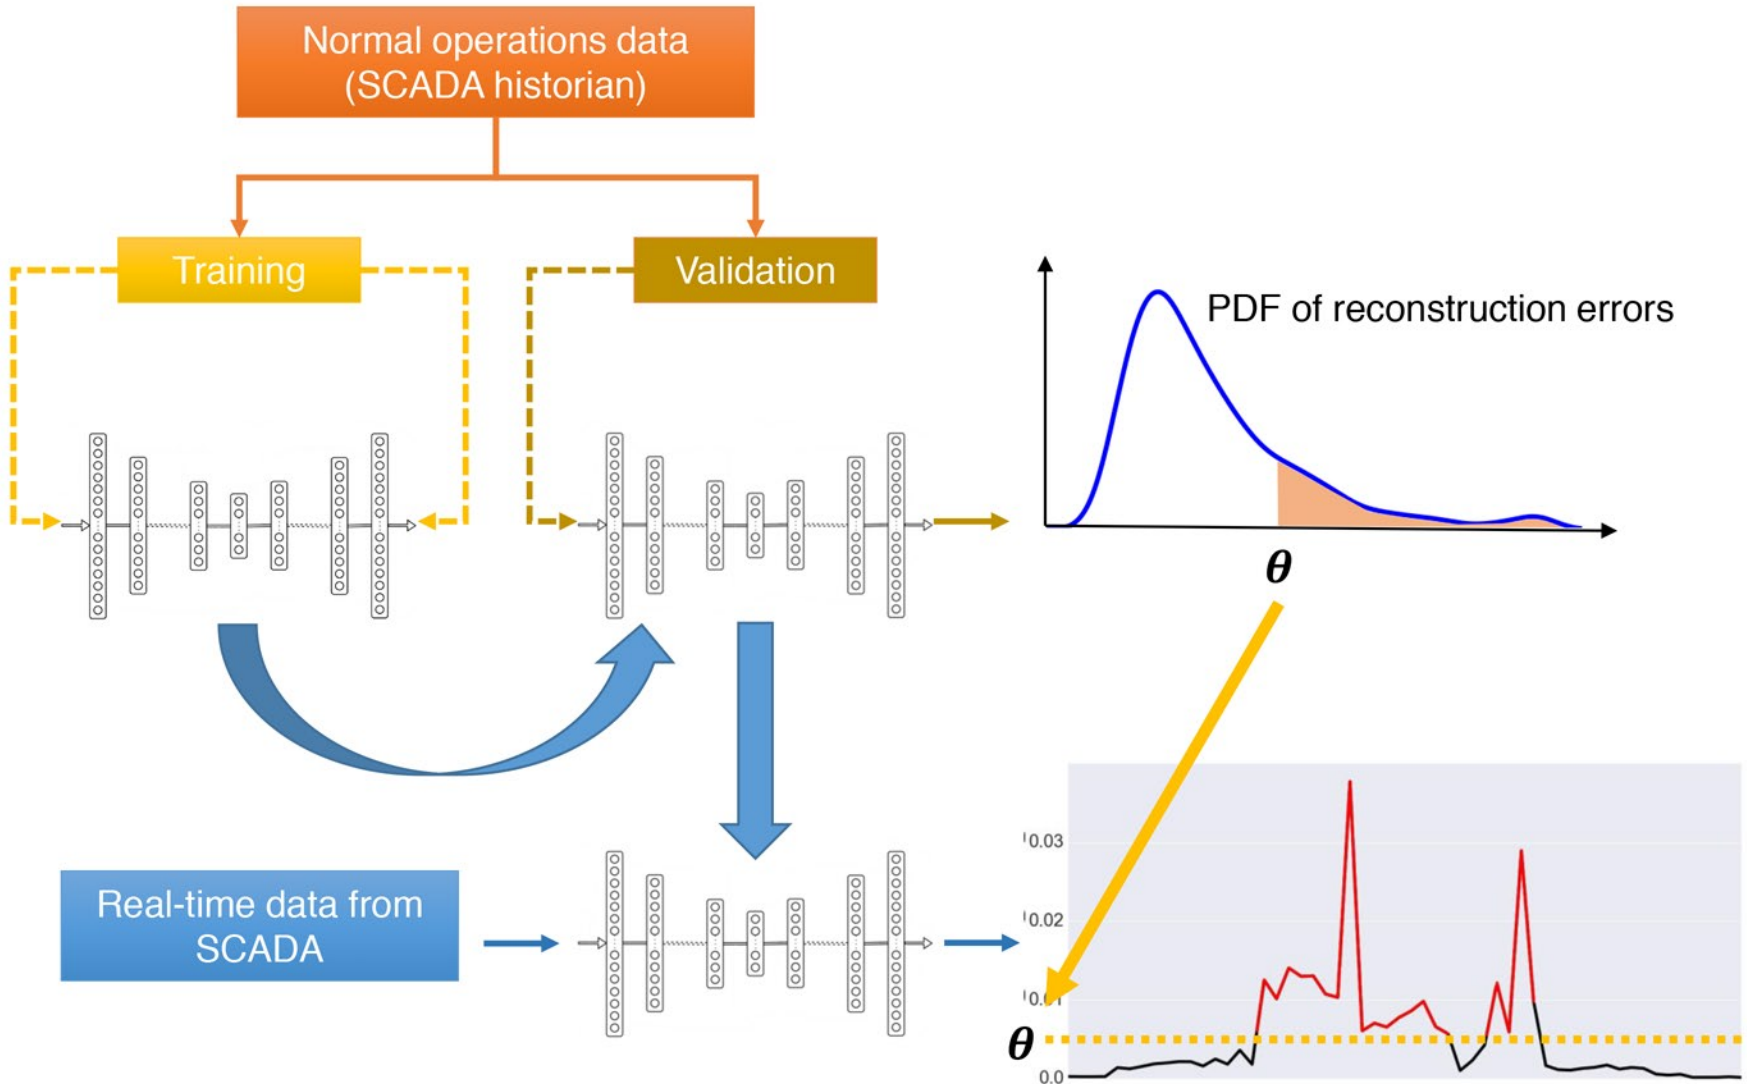 Normal operations data
(SCADA historian)
Training
Validation
PDF of reconstruction errors
θ
Real-time data from
SCADA
0.03
0.02
θ
0.0